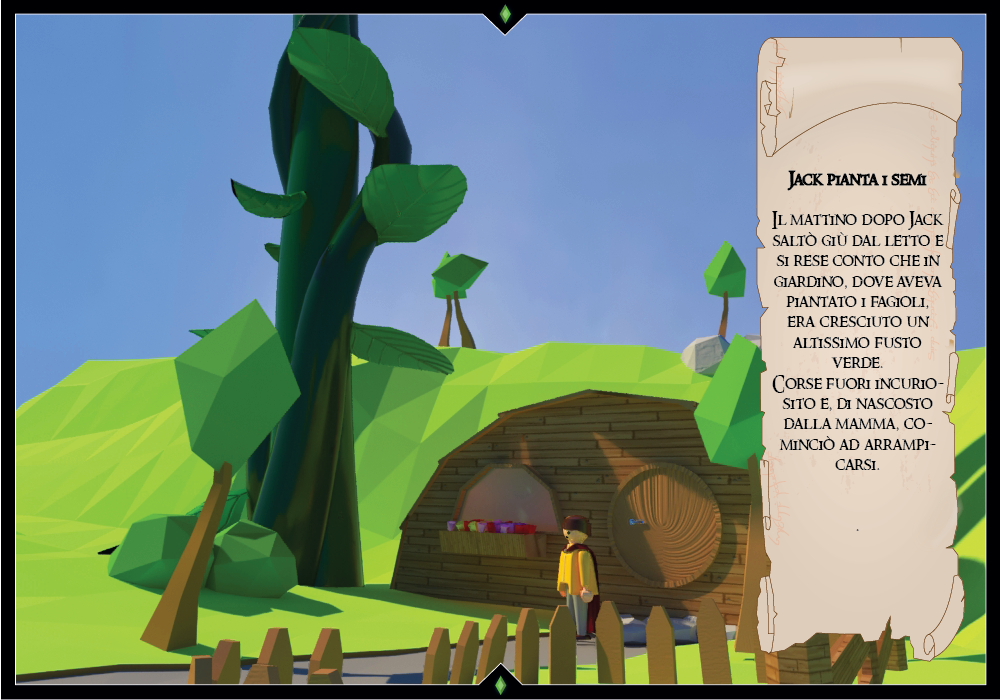 Jack pianta i semi
Il mattino dopo Jack
saltò giù dal letto e
si rese conto che in
giardino, dove aveva
piantato i fagioli,
era cresciuto un
altissimo fusto
verde.
Corse fuori incurio-
sito e, di nascosto
dalla mamma, co-
minciò ad arrampi-
carsi.